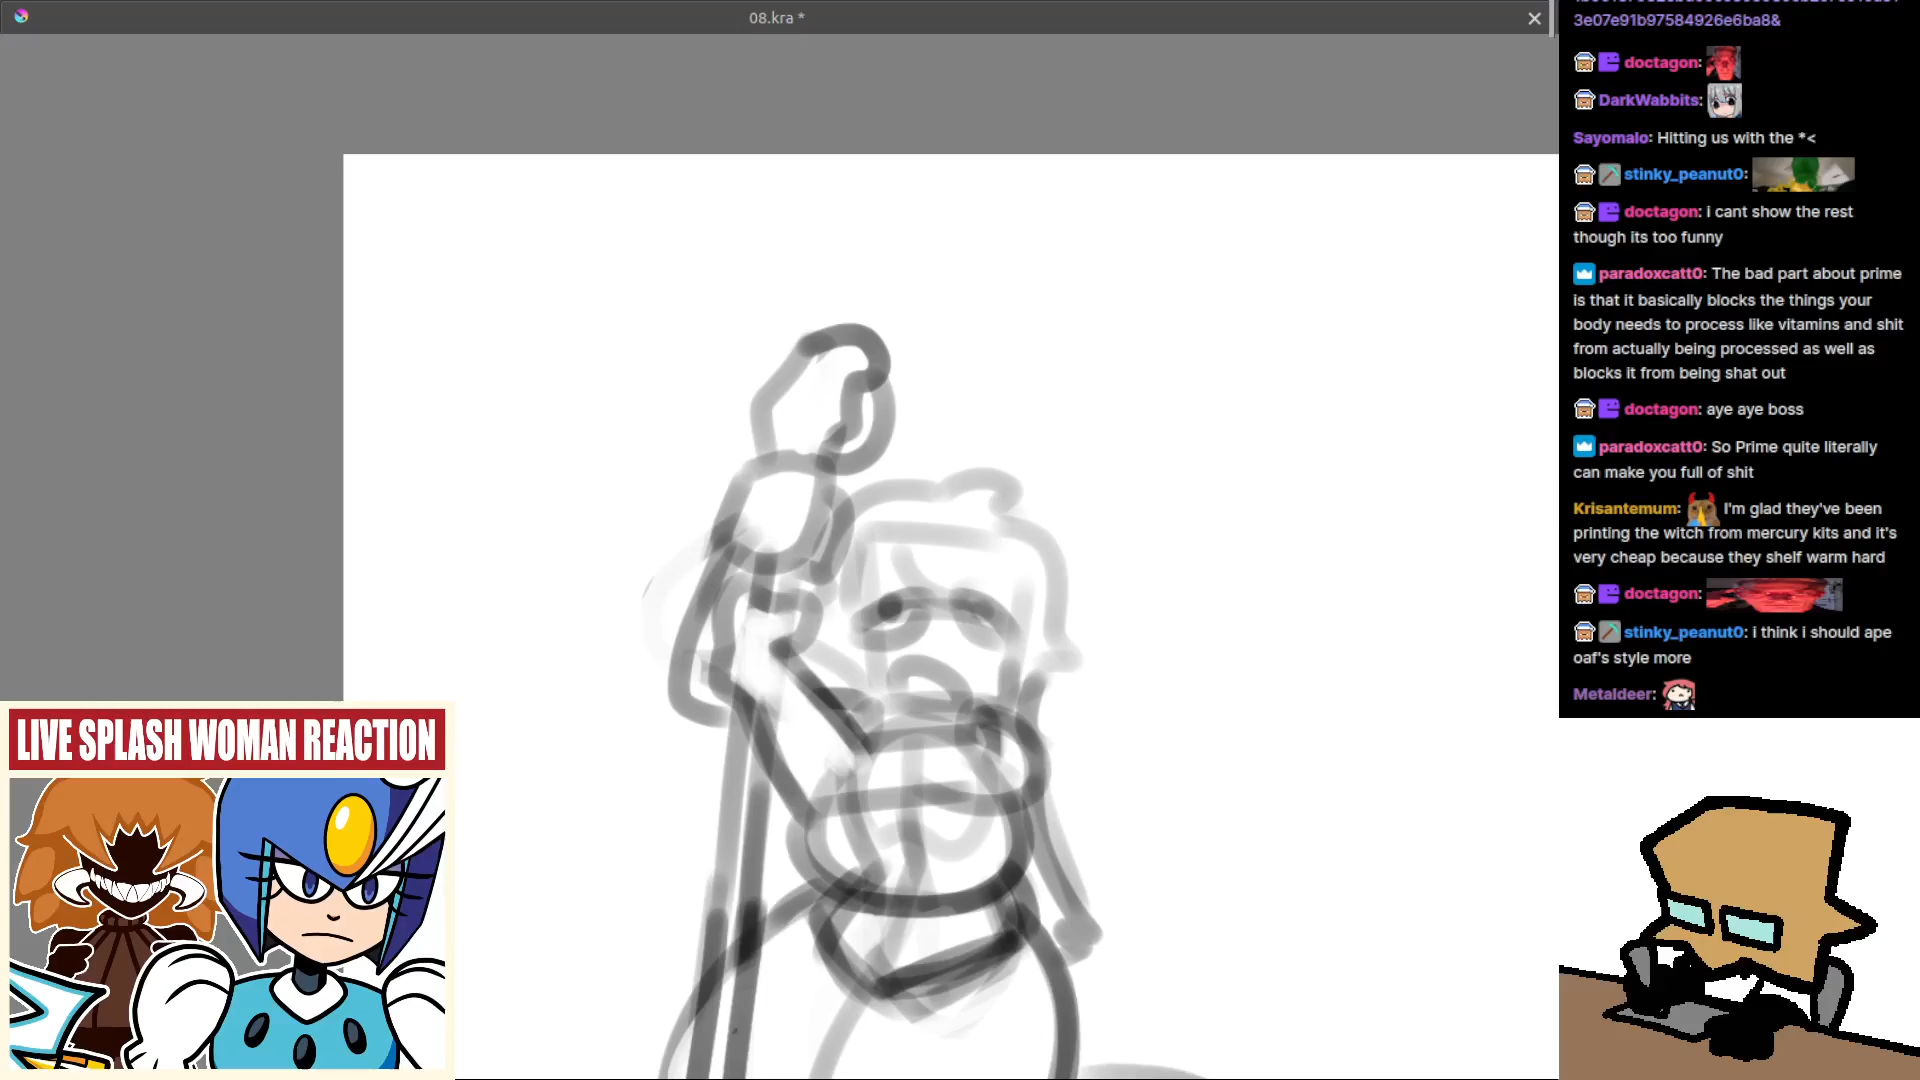 08.kra *
3e07e91b97584926e6ba8&
doctagon:
DarkWabbits:
Sayomalo: Hitting us with the *<
stinky_peanut0:
doctagon: i cant show the rest
though its too funny
paradoxcatt0: The bad part about prime
is that it basically blocks the things your
body needs to process like vitamins and shit
from actually being processed as well as
blocks it from being shat out
doctagon: aye aye boss
paradoxcatt0: So Prime quite literally
can make you full of shit
Krisantemum: I'm glad they've been
printing the witch from mercury kits and it's
very cheap because they shelf warm hard
doctagon:
stinky_peanut0: i think i should ape
oaf's style more
Metaldeer:
LIVE SPLASH WOMAN REACTION